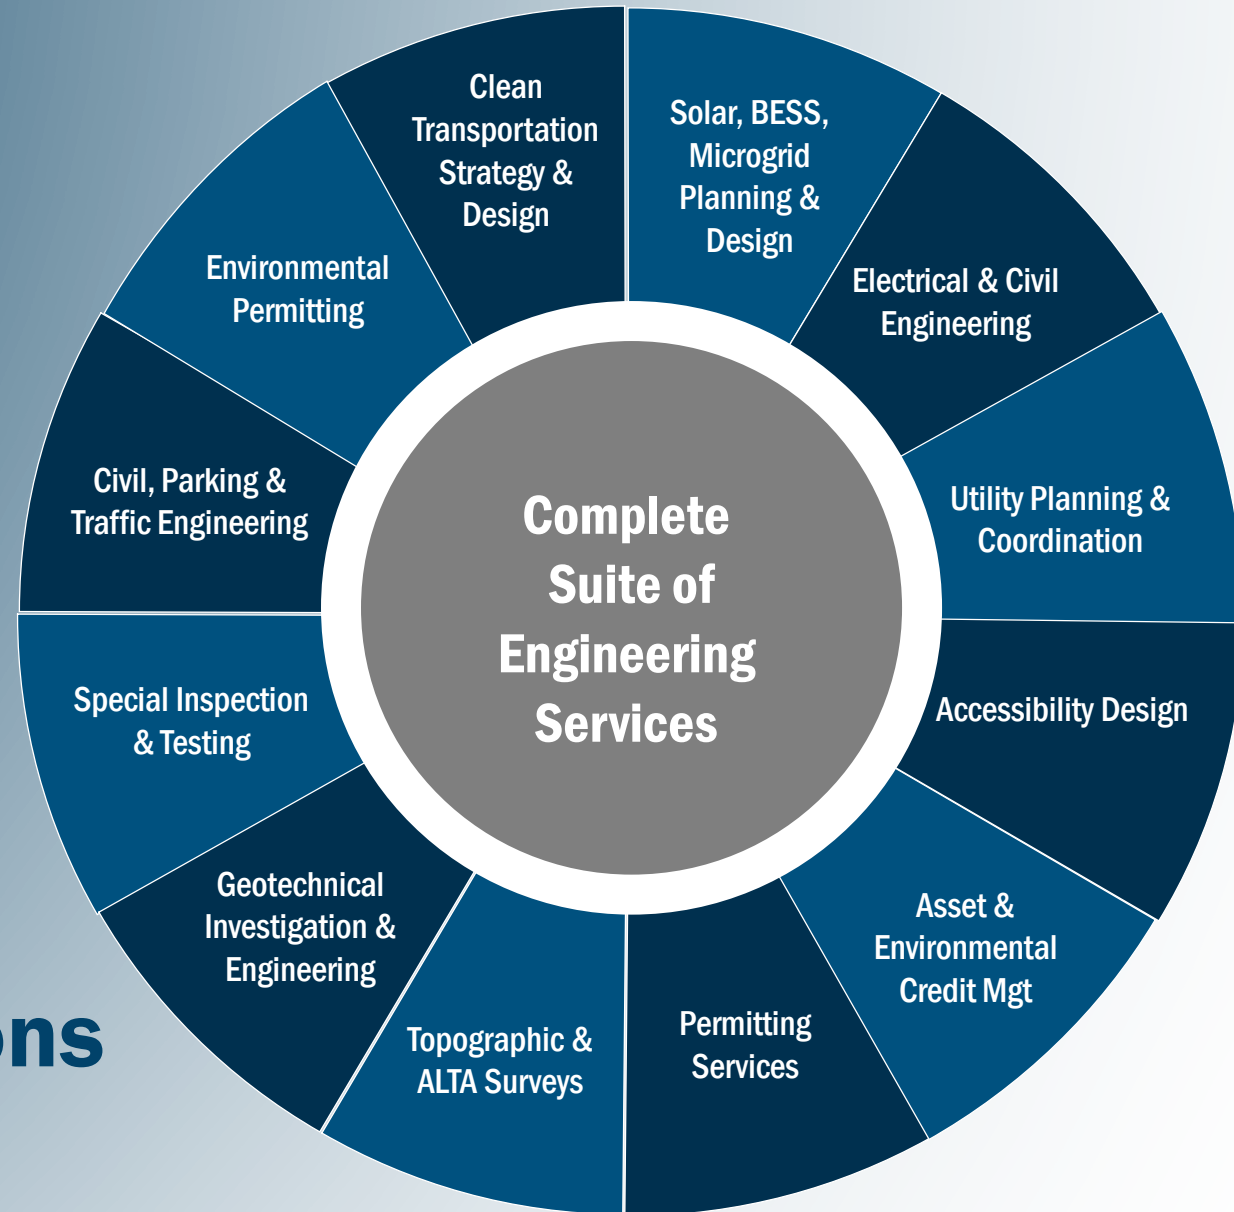 Clean
Transportation
Strategy &
Design
Solar, BESS,
Microgrid
Planning &
Design
Electrical & Civil
Engineering
Utility Planning &
Coordination
Accessibility Design
Asset &
Environmental
Credit Mgt
Permitting
Services
Topographic &
ALTA Surveys
Geotechnical
Investigation &
Engineering
Special Inspection
& Testing
Civil, Parking &
Traffic Engineering
Environmental
Permitting
Complete
Suite of
Engineering
Services